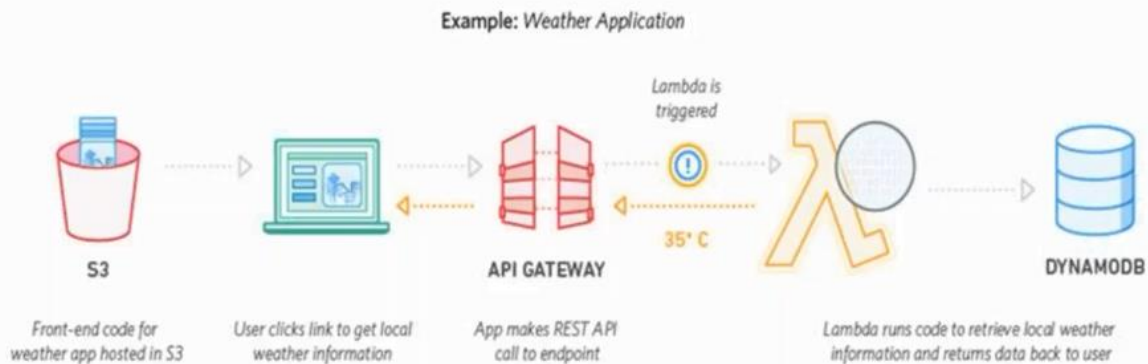 Example: Weather Application
Lambda is
triggered
35° C
S3
API GATEWAY
DYNAMODB
Front-end code for
weather app hosted in S3
User clicks link to get local
weather information
App makes REST API
call to endpoint
Lambda runs code to retrieve local weather
information and returns data back to user